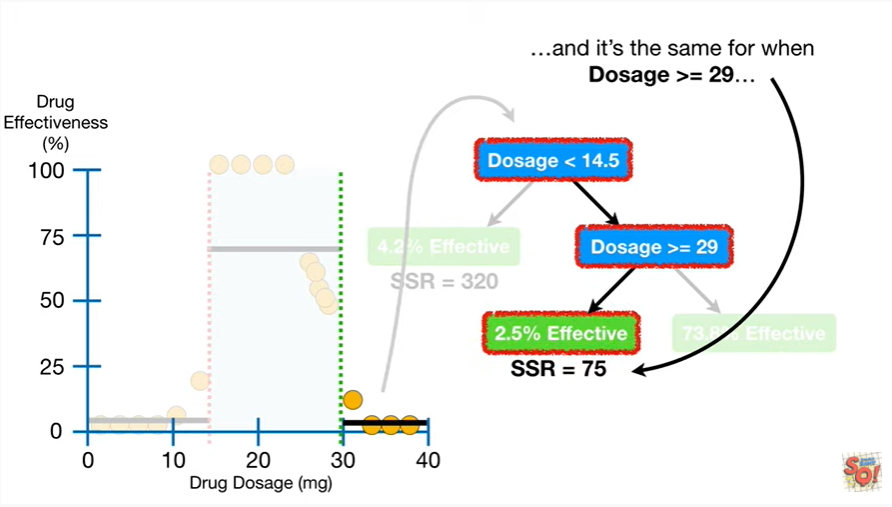 …and it's the same for when
Dosage >= 29…
Drug
Effectiveness
(%)
100
75
50
25
0
0
10
20
30
40
Drug Dosage (mg)
Dosage < 14.5
4.2% Effective
SSR = 320
Dosage >= 29
2.5% Effective
SSR = 75
Effective
SQ!